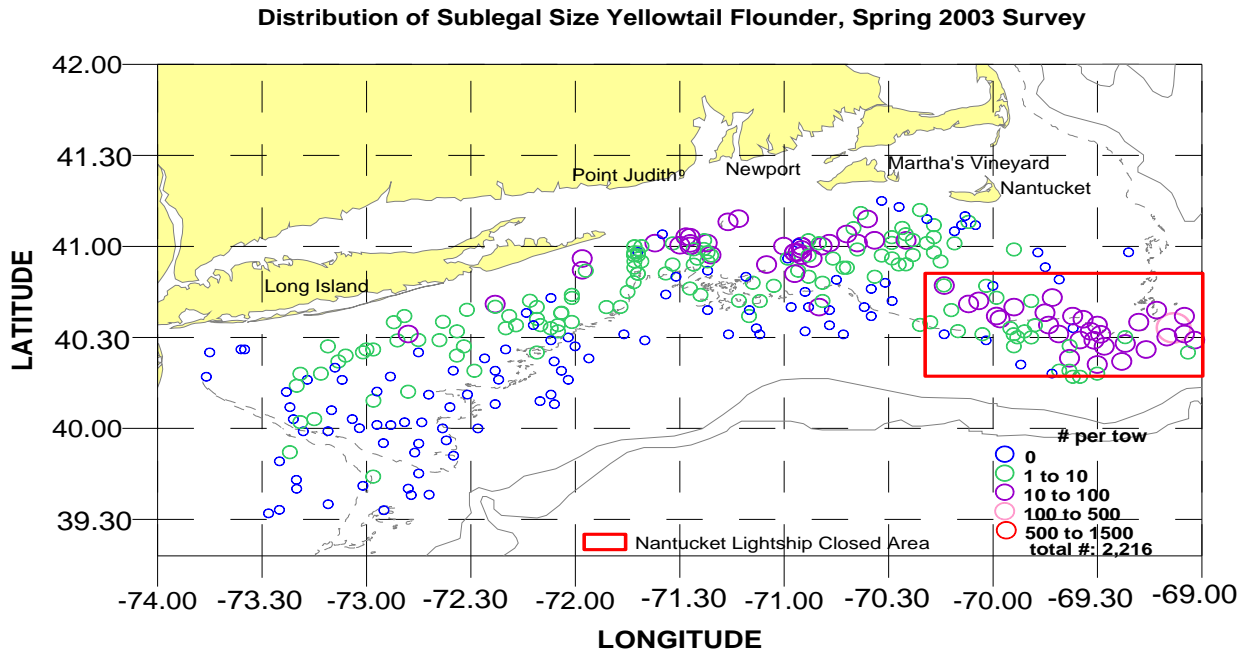 Distribution of Sublegal Size Yellowtail Flounder, Spring 2003 Survey
42.00
41.30
41.00
40.30
40.00
39.30
LATITUDE
Point Judith
Newport
Martha's Vineyard
Nantucket
Long Island
# per tow
0
1 to 10
10 to 100
100 to 500
500 to 1500
total #: 2,216
Nantucket Lightship Closed Area
-74.00 -73.30 -73.00 -72.30 -72.00 -71.30 -71.00 -70.30 -70.00 -69.30 -69.00
LONGITUDE